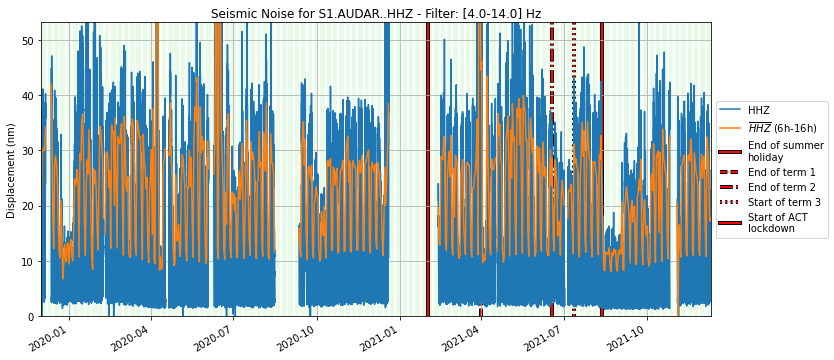 Seismic Noise for S1.AUDAR..HHZ - Filter: [4.0-14.0] Hz
Displacement (nm)
50
40
30
20
10
0
2020-01
2020-04
2020-07
2020-10
2021-01
2021-04
2021-07
2021-10
HHZ
HHZ (6h-16h)
End of summer
holiday
End of term 1
End of term 2
Start of term 3
Start of ACT
lockdown